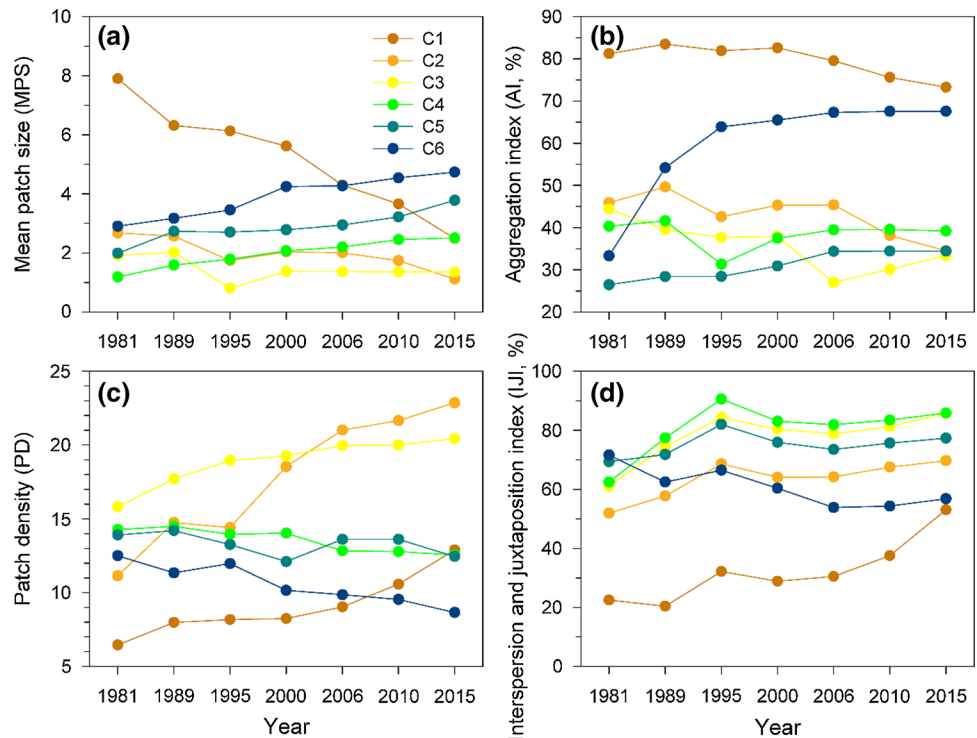 (a)
Mean patch size (MPS)
10
8
6
4
2
0
C1
C2
C3
C4
C5
C6
1981 1989 1995 2000 2006 2010 2015
(b)
Aggregation index (AI, %)
90
80
70
60
50
40
30
20
1981 1989 1995 2000 2006 2010 2015
(c)
Patch density (PD)
25
20
15
10
5
1981 1989 1995 2000 2006 2010 2015
Year
(d)
Interspersion and juxtaposition index (IJI, %)
100
80
60
40
20
0
1981 1989 1995 2000 2006 2010 2015
Year